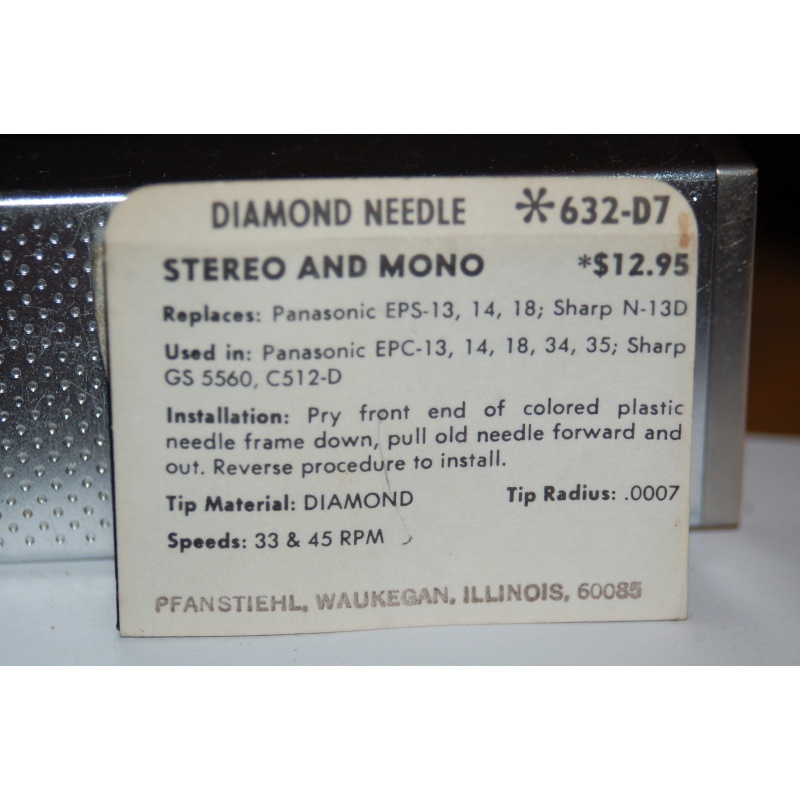 DIAMOND NEEDLE *632-D7
STEREO AND MONO *$12.95
Replaces: Panasonic EPS-13, 14, 18; Sharp N-13D
Used in: Panasonic EPC-13, 14, 18, 34, 35; Sharp
GS 5560, C512-D
Installation: Pry front end of colored plastic
needle frame down, pull old needle forward and
out. Reverse procedure to install.
Tip Material: DIAMOND Tip Radius: .0007
Speeds: 33 & 45 RPM
PFANSTIEHL, WAUKEGAN, ILLINOIS, 60085